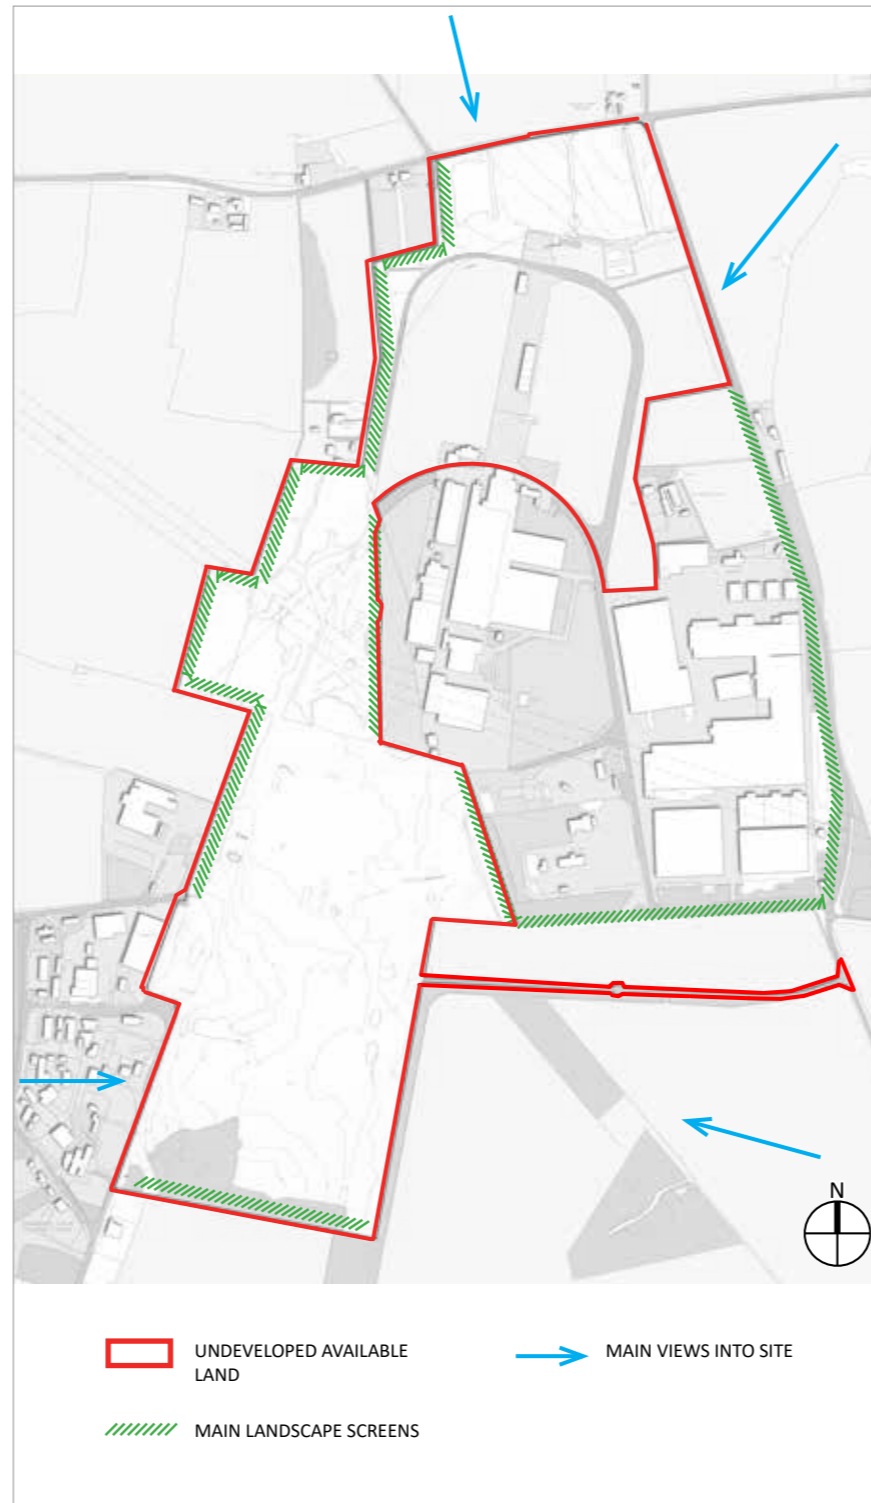 N
UNDEVELOPED AVAILABLE
LAND
MAIN VIEWS INTO SITE
MAIN LANDSCAPE SCREENS